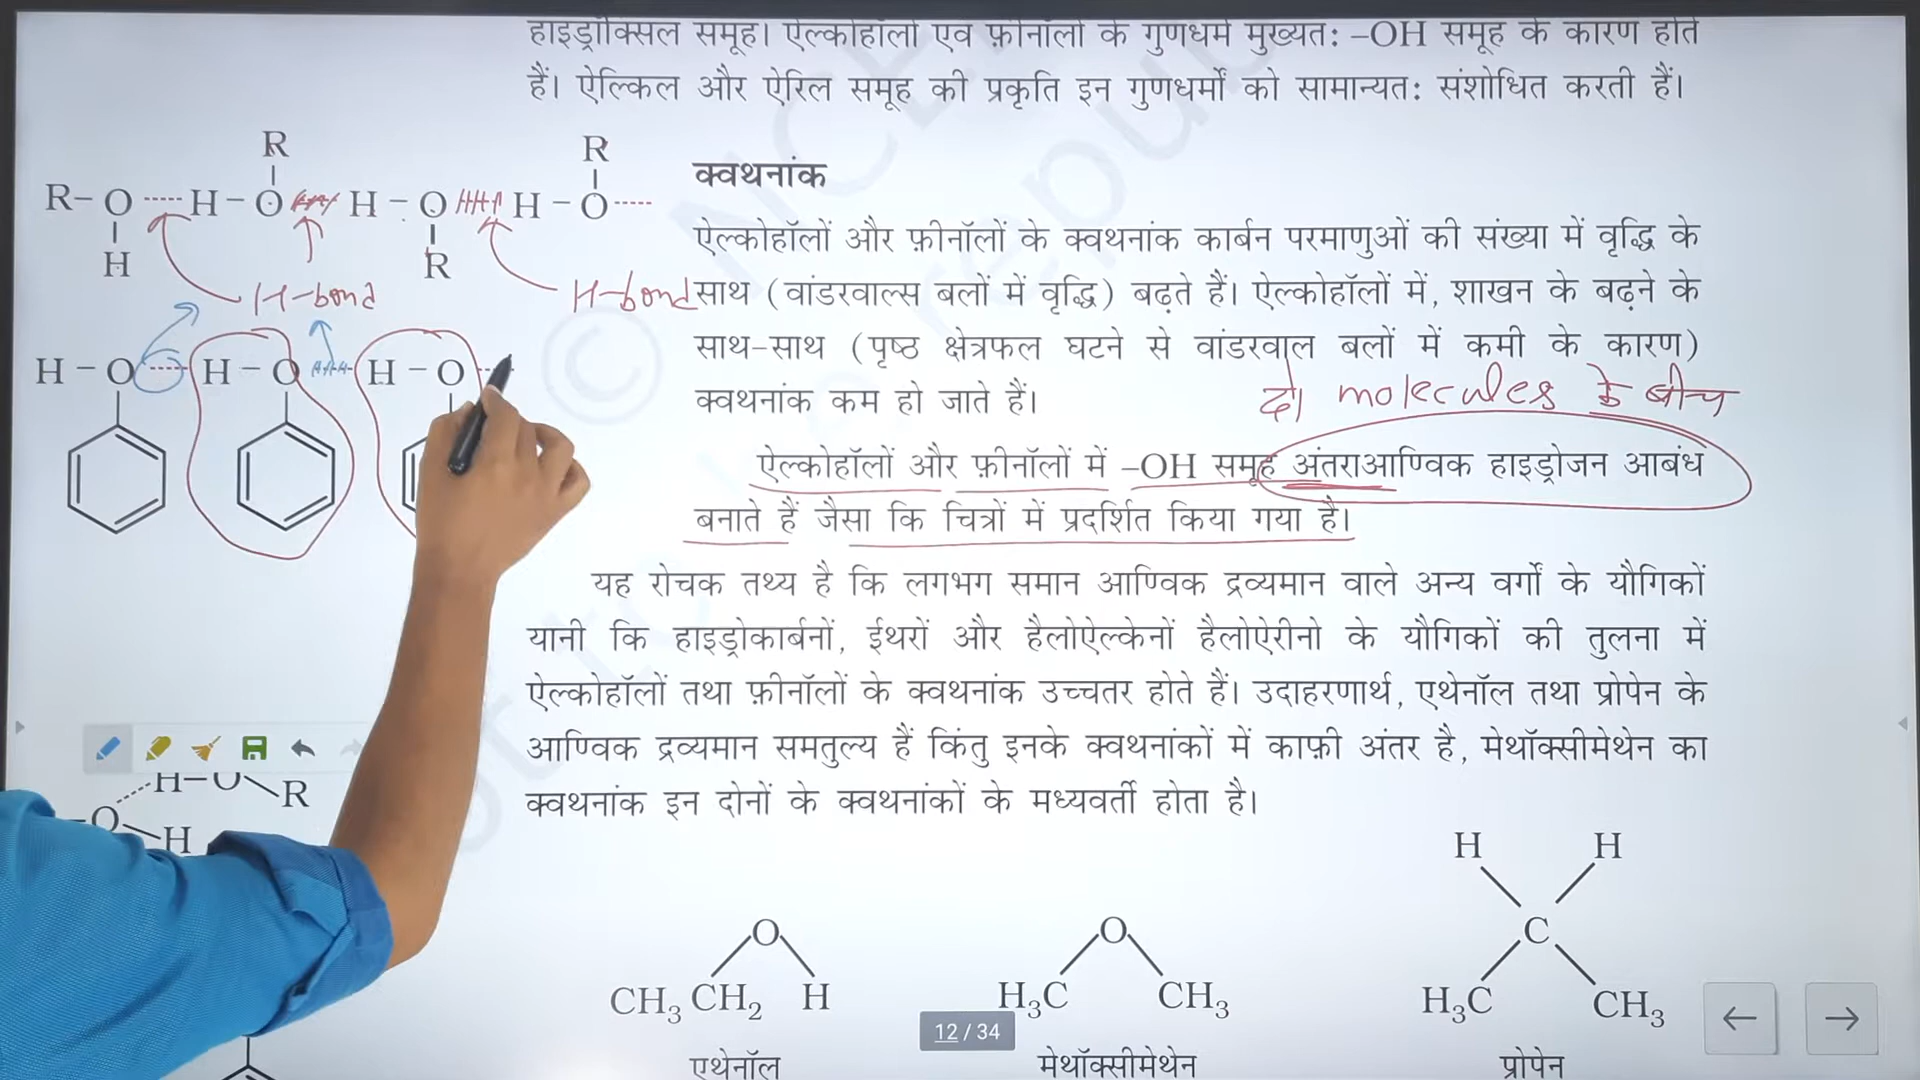 हाइड्रॉक्सिल समूह। ऐल्कोहॉलों एवं फ़ीनॉलों के गुणधर्म मुख्यतः –OH समूह के कारण होते
हैं। ऐल्किल और ऐरिल समूह की प्रकृति इन गुणधर्मों को सामान्यतः संशोधित करती हैं।
R R
R– O ····· H – O H – O H – O ·····
H R
H-bond H-bond
H – O ····· H – O H – O
क्वथनांक
ऐल्कोहॉलों और फ़ीनॉलों के क्वथनांक कार्बन परमाणुओं की संख्या में वृद्धि के
साथ (वांडरवाल्स बलों में वृद्धि) बढ़ते हैं। ऐल्कोहॉलों में, शाखन के बढ़ने के
साथ-साथ (पृष्ठ क्षेत्रफल घटने से वांडरवाल बलों में कमी के कारण)
क्वथनांक कम हो जाते हैं।
दो molecules के बीच
ऐल्कोहॉलों और फ़ीनॉलों में –OH समूह अंतराआण्विक हाइड्रोजन आबंध
बनाते हैं जैसा कि चित्रों में प्रदर्शित किया गया है।
यह रोचक तथ्य है कि लगभग समान आण्विक द्रव्यमान वाले अन्य वर्गों के यौगिकों
यानी कि हाइड्रोकार्बनों, ईथरों और हैलोऐल्केनों हैलोऐरीनो के यौगिकों की तुलना में
ऐल्कोहॉलों तथा फ़ीनॉलों के क्वथनांक उच्चतर होते हैं। उदाहरणार्थ, एथेनॉल तथा प्रोपेन के
आण्विक द्रव्यमान समतुल्य हैं किंतु इनके क्वथनांकों में काफ़ी अंतर है, मेथॉक्सीमेथेन का
क्वथनांक इन दोनों के क्वथनांकों के मध्यवर्ती होता है।
H–O
R
O
H
H H
O O C
CH3 CH2 H H3C CH3 H3C CH3
12 / 34
एथेनॉल मेथॉक्सीमेथेन प्रोपेन